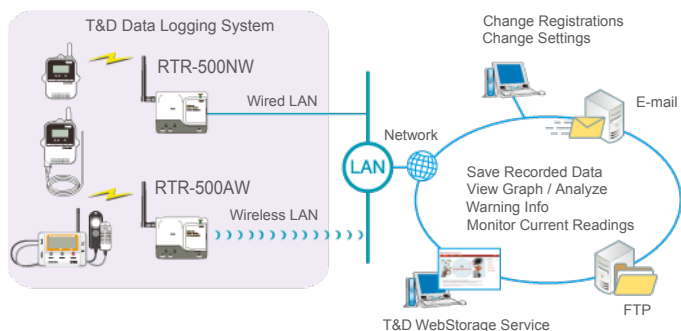 T&D Data Logging System
RTR-500NW
Wired LAN
RTR-500AW
Wireless LAN
LAN
Network
Change Registrations
Change Settings
E-mail
Save Recorded Data
View Graph / Analyze
Warning Info
Monitor Current Readings
FTP
T&D WebStorage Service